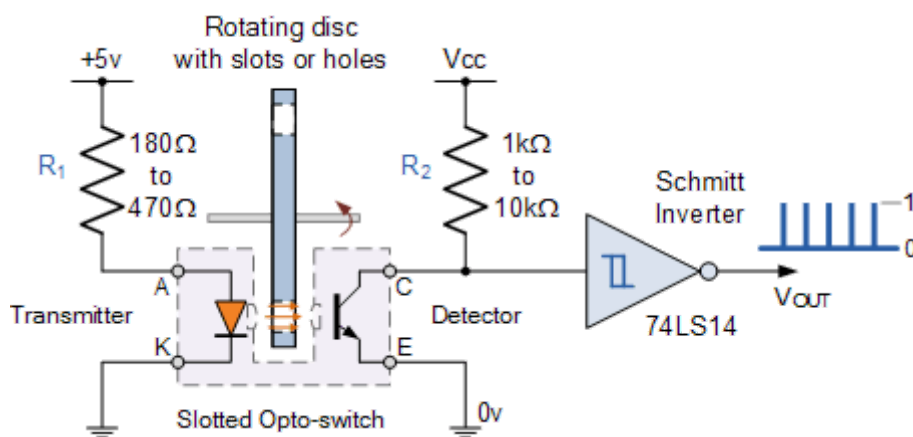 Rotating disc
with slots or holes
+5v
Vcc
R1
180Ω
to
470Ω
R2
1kΩ
to
10kΩ
Schmitt
Inverter
1
0
A
C
Transmitter
Detector
VOUT
74LS14
K
E
Slotted Opto-switch
0v